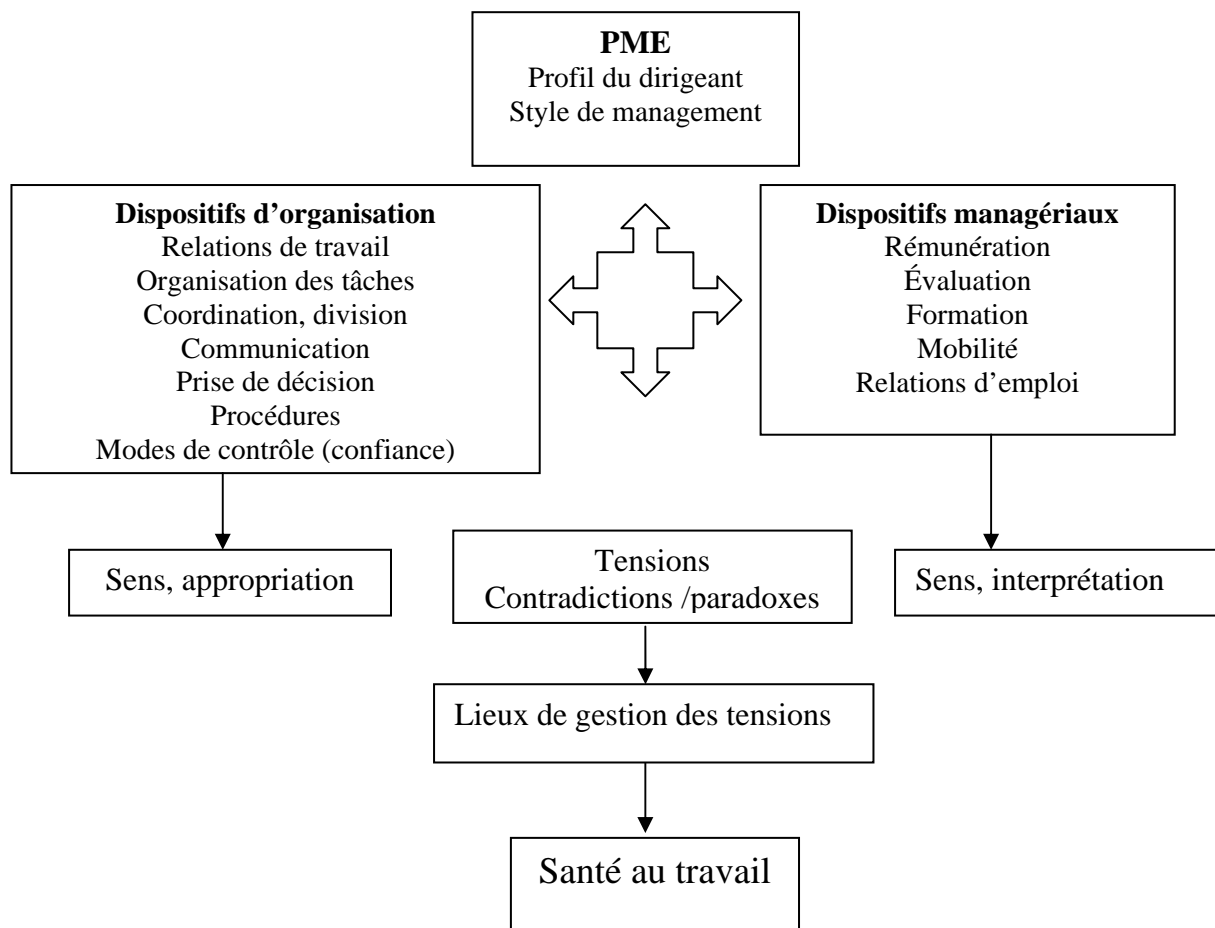 PME
Profil du dirigeant
Style de management
Dispositifs d’organisation
Relations de travail
Organisation des tâches
Coordination, division
Communication
Prise de décision
Procédures
Modes de contrôle (confiance)
Dispositifs managériaux
Rémunération
Évaluation
Formation
Mobilité
Relations d’emploi
Sens, appropriation
Tensions
Contradictions /paradoxes
Sens, interprétation
Lieux de gestion des tensions
Santé au travail